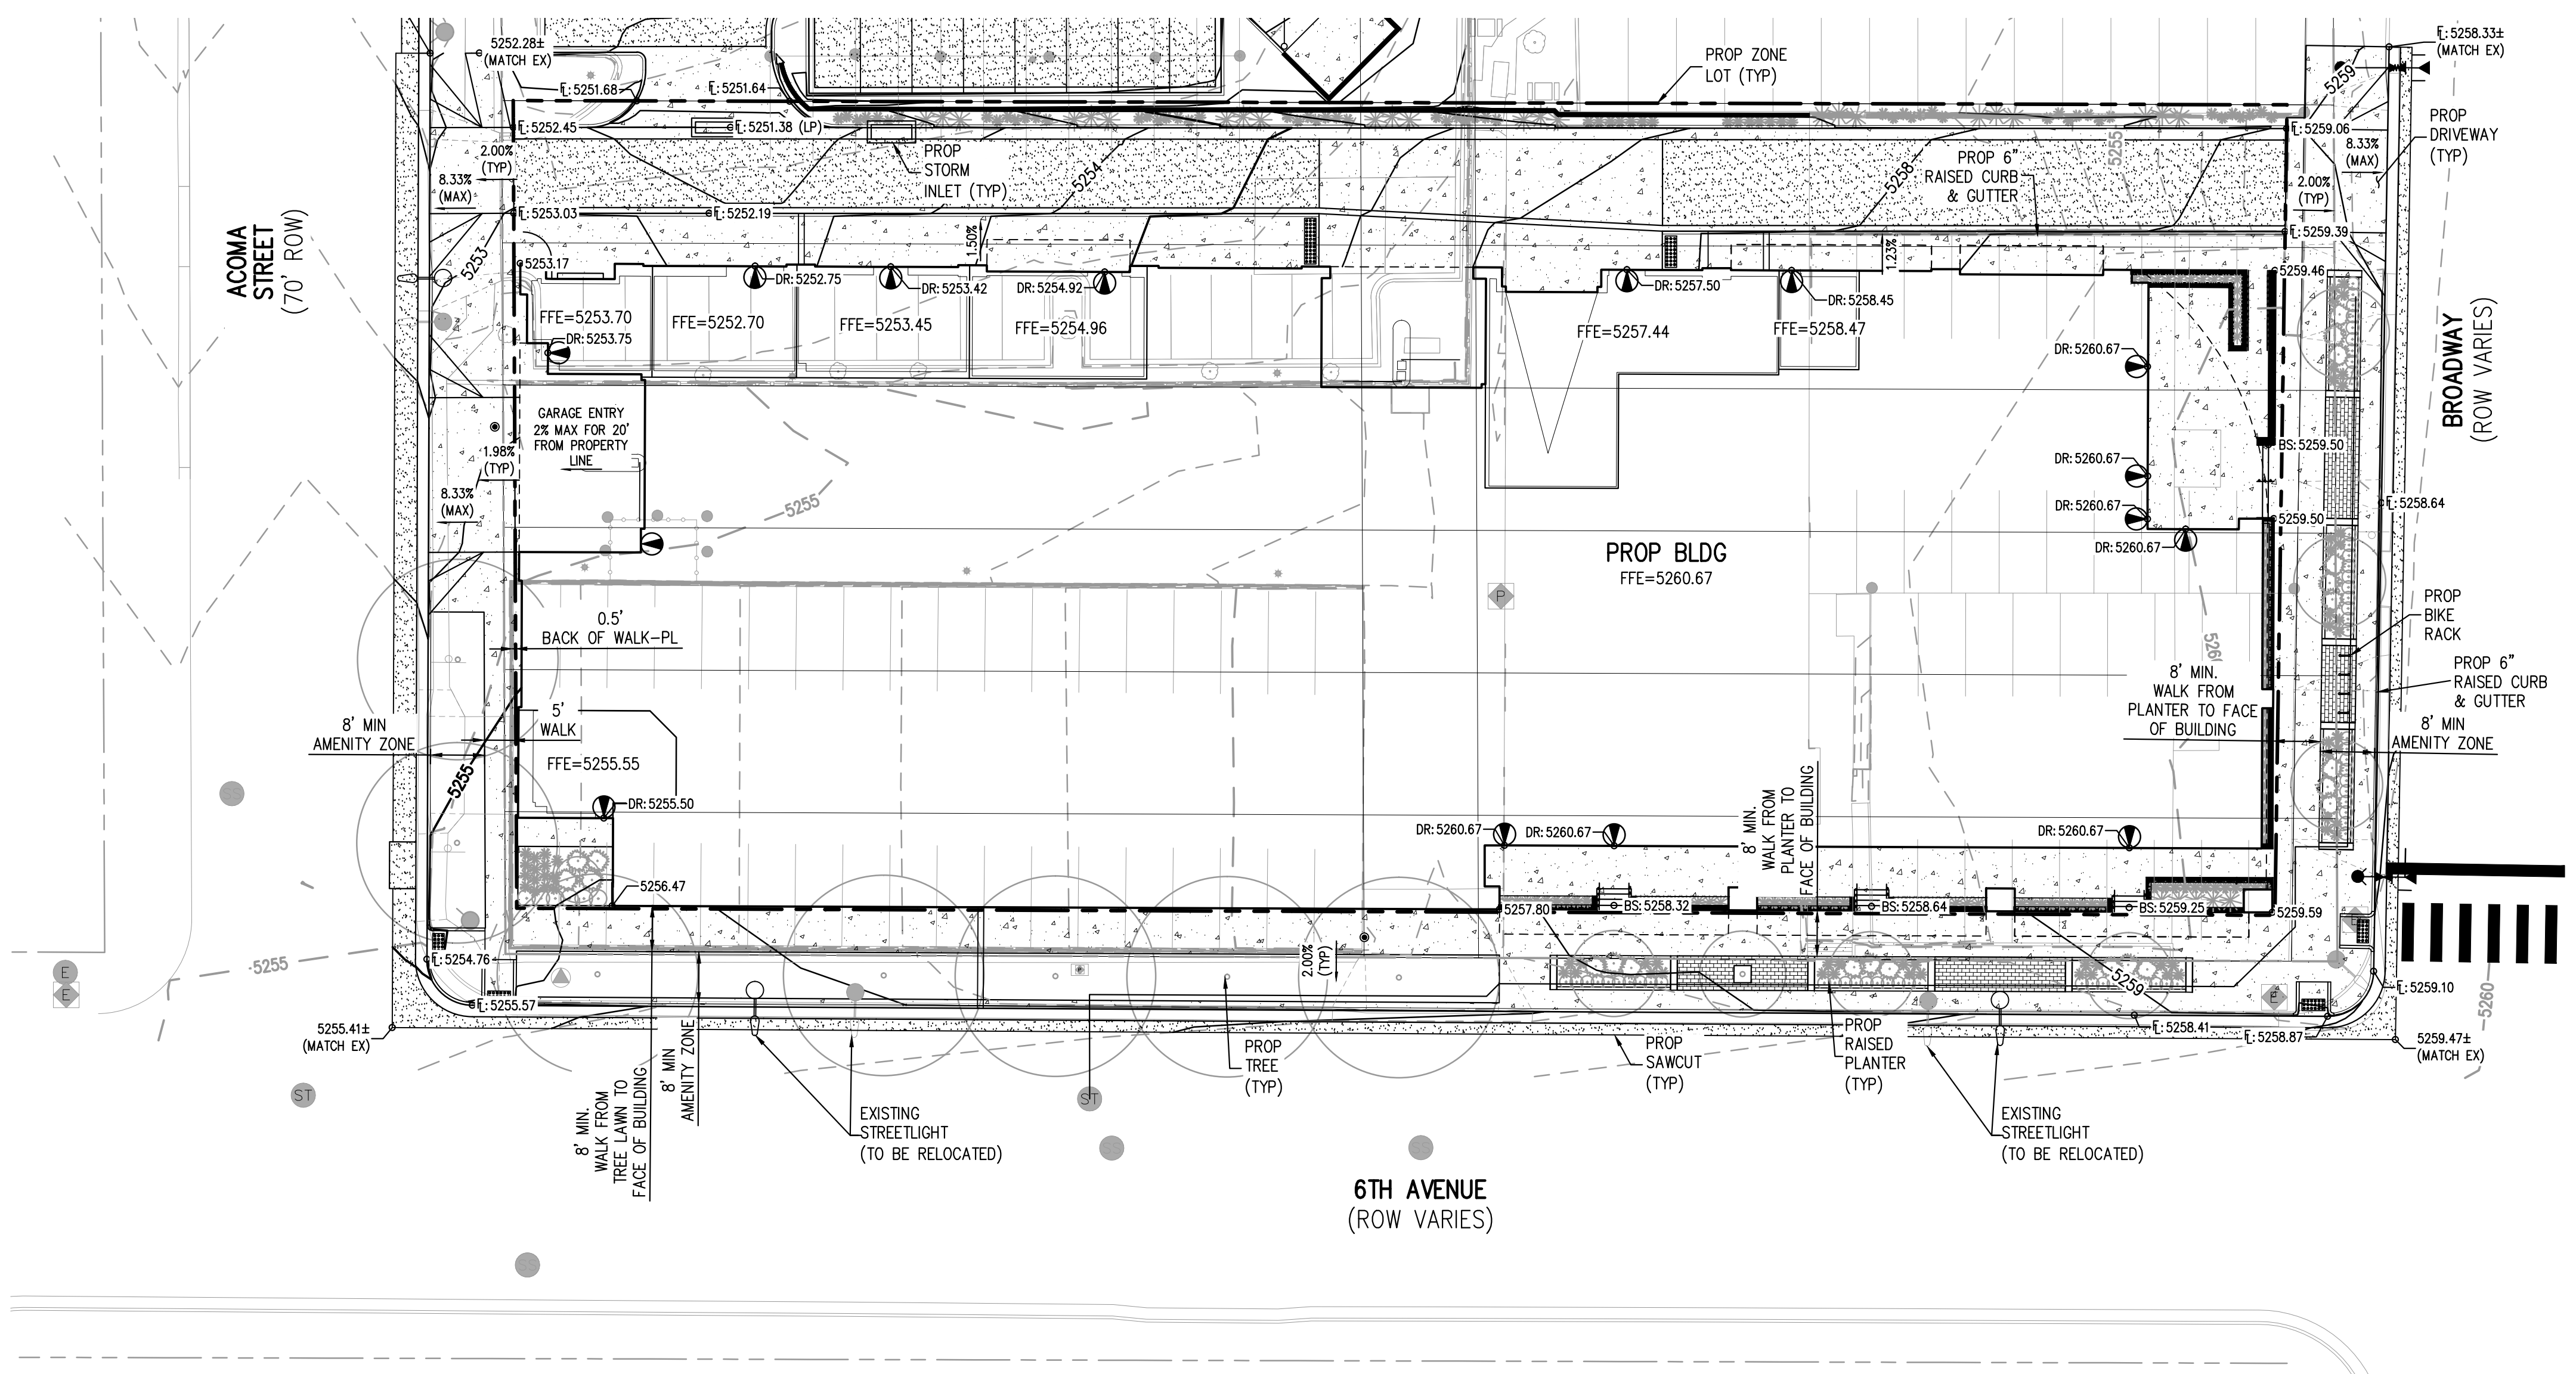 5252.28±
(MATCH EX)
FL: 5251.68
FL: 5251.64
FL: 5252.45
FL: 5251.38 (LP)
2.00%
(TYP)
8.33%
(MAX)
PROP
STORM
INLET (TYP)
5254
PROP ZONE
LOT (TYP)
5259
FL: 5258.33±
(MATCH EX)
PROP
DRIVEWAY
(TYP)
FL: 5259.06
8.33%
(MAX)
2.00%
(TYP)
5255
5258
PROP 6"
RAISED CURB
& GUTTER
FL: 5253.03
FL: 5252.19
FL: 5259.39
ACOMA
STREET
(70' ROW)
5253
5253.17
1.50%
1.23%
5259.46
DR: 5252.75
DR: 5253.42
DR: 5254.92
DR: 5257.50
DR: 5258.45
FFE=5253.70
FFE=5252.70
FFE=5253.45
FFE=5254.96
FFE=5257.44
FFE=5258.47
DR: 5253.75
DR: 5260.67
BROADWAY
(ROW VARIES)
GARAGE ENTRY
2% MAX FOR 20'
FROM PROPERTY
LINE
1.98%
(TYP)
8.33%
(MAX)
5255
BS: 5259.50
DR: 5260.67
FL: 5258.64
DR: 5260.67
5259.50
DR: 5260.67
PROP BLDG
FFE=5260.67
P
PROP
BIKE
RACK
0.5'
BACK OF WALK-PL
5260
PROP 6"
RAISED CURB
& GUTTER
8' MIN.
WALK FROM
PLANTER TO FACE
OF BUILDING
8' MIN
AMENITY ZONE
8' MIN
AMENITY ZONE
5'
WALK
FFE=5255.55
5255
DR: 5255.50
DR: 5260.67
DR: 5260.67
8' MIN.
WALK FROM
PLANTER TO
FACE OF BUILDING
DR: 5260.67
5256.47
5257.80
BS: 5258.32
BS: 5258.64
BS: 5259.25
5259.59
FL: 5254.76
5255
E
E
2.00%
(TYP)
5259
E
FL: 5259.10
5260
FL: 5255.57
5255.41±
(MATCH EX)
FL: 5258.41
FL: 5258.87
5259.47±
(MATCH EX)
8' MIN.
WALK FROM
TREE LAWN TO
FACE OF BUILDING
8' MIN
AMENITY ZONE
PROP
TREE
(TYP)
PROP
SAWCUT
(TYP)
PROP
RAISED
PLANTER
(TYP)
ST
ST
EXISTING
STREETLIGHT
(TO BE RELOCATED)
EXISTING
STREETLIGHT
(TO BE RELOCATED)
6TH AVENUE
(ROW VARIES)